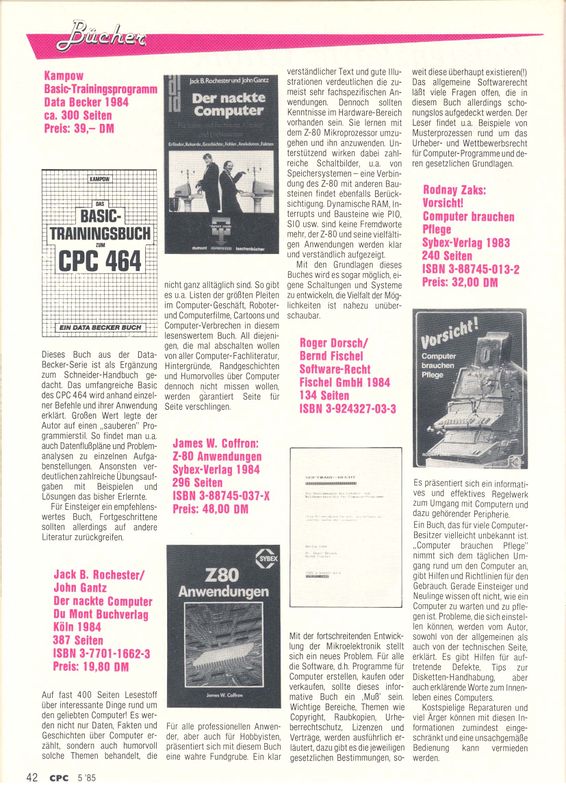 Bücher
Kampow
Basic-Trainingsprogramm
Data Becker 1984
ca. 300 Seiten
Preis: 39,– DM
KAMPOW
DAS
BASIC-
TRAININGSBUCH
ZUM
CPC 464
EIN DATA BECKER BUCH
Dieses Buch aus der Data-
Becker-Serie ist als Ergänzung
zum Schneider-Handbuch ge-
dacht. Das umfangreiche Basic
des CPC 464 wird anhand einzel-
ner Befehle und ihrer Anwendung
erklärt. Großen Wert legte der
Autor auf einen „sauberen” Pro-
grammierstil. So findet man u.a.
auch Datenflußpläne und Problem-
analysen zu einzelnen Aufga-
benstellungen. Ansonsten ver-
deutlichen zahlreiche Übungsauf-
gaben mit Beispielen und
Lösungen das bisher Erlernte.
Für Einsteiger ein empfehlens-
wertes Buch, Fortgeschrittene
sollten allerdings auf andere
Literatur zurückgreifen.
Jack B. Rochester/
John Gantz
Der nackte Computer
Du Mont Buchverlag
Köln 1984
387 Seiten
ISBN 3-7701-1662-3
Preis: 19,80 DM
Auf fast 400 Seiten Lesestoff
über interessante Dinge rund um
den geliebten Computer! Es wer-
den nicht nur Daten, Fakten und
Geschichten über Computer er-
zählt, sondern auch humorvoll
solche Themen behandelt, die
Jack B. Rochester und John Gantz
Der nackte
Computer
Erfinder, Rekorde, Geschichte, Fehler, Anekdoten, Fakten
dumont taschenbücher
nicht ganz alltäglich sind. So gibt
es u.a. Listen der größten Pleiten
im Computer-Geschäft, Roboter-
und Computerfilme, Cartoons und
Computer-Verbrechen in diesem
lesenswertem Buch. All diejeni-
gen, die mal abschalten wollen
von aller Computer-Fachliteratur,
Hintergründe, Randgeschichten
und Humorvolles über Computer
dennoch nicht missen wollen,
werden garantiert Seite für
Seite verschlingen.
James W. Coffron:
Z-80 Anwendungen
Sybex-Verlag 1984
296 Seiten
ISBN 3-88745-037-X
Preis: 48,00 DM
SYBEX
Z80
Anwendungen
James W. Coffron
Für alle professionellen Anwen-
der, aber auch für Hobbyisten,
präsentiert sich mit diesem Buch
eine wahre Fundgrube. Ein klar
verständlicher Text und gute Illu-
strationen verdeutlichen die zu-
meist sehr fachspezifischen An-
wendungen. Dennoch sollten
Kenntnisse im Hardware-Bereich
vorhanden sein. Sie lernen mit
dem Z-80 Mikroprozessor umzu-
gehen und ihn anzuwenden. Un-
terstützend wirken dabei zahl-
reiche Schaltbilder, u.a. von
Speichersystemen – eine Verbin-
dung des Z-80 mit anderen Bau-
steinen findet ebenfalls Berück-
sichtigung. Dynamische RAM, In-
terrupts und Bausteine wie PIO,
SIO usw. sind keine Fremdworte
mehr, der Z-80 und seine vielfälti-
gen Anwendungen werden klar
und verständlich aufgezeigt.
Mit den Grundlagen dieses
Buches wird es sogar möglich, ei-
gene Schaltungen und Systeme
zu entwickeln, die Vielfalt der Mög-
lichkeiten ist nahezu unüber-
schaubar.
Roger Dorsch/
Bernd Fischel
Software-Recht
Fischel GmbH 1984
134 Seiten
ISBN 3-924327-03-3
Mit der fortschreitenden Entwick-
lung der Mikroelektronik stellt
sich ein neues Problem. Für alle
die Software, d.h. Programme für
Computer erstellen, kaufen oder
verkaufen, sollte dieses infor-
mative Buch ein „Muß” sein.
Wichtige Bereiche, Themen wie
Copyright, Raubkopien, Urhe-
berrechtschutz, Lizenzen und
Verträge, werden ausführlich er-
läutert, dazu gibt es die jeweiligen
gesetzlichen Bestimmungen, so-
weit diese überhaupt existieren(!)
Das allgemeine Softwarerecht
läßt viele Fragen offen, die in
diesem Buch allerdings scho-
nungslos aufgedeckt werden. Der
Leser findet u.a. Beispiele von
Musterprozessen rund um das
Urheber- und Wettbewerbsrecht
für Computer-Programme und de-
ren gesetzlichen Grundlagen.
Rodnay Zaks:
Vorsicht!
Computer brauchen
Pflege
Sybex-Verlag 1983
240 Seiten
ISBN 3-88745-013-2
Preis: 32,00 DM
Vorsicht!
Computer
brauchen
Pflege
Es präsentiert sich ein informati-
ves und effektives Regelwerk
zum Umgang mit Computern und
dazu gehörender Peripherie.
Ein Buch, das für viele Computer-
Besitzer vielleicht unbekannt ist.
„Computer brauchen Pflege”
nimmt sich dem täglichen Um-
gang rund um den Computer an,
gibt Hilfen und Richtlinien für den
Gebrauch. Gerade Einsteiger und
Neulinge wissen oft nicht, wie ein
Computer zu warten und zu pfle-
gen ist. Probleme, die sich einstel-
len können, werden vom Autor,
sowohl von der allgemeinen als
auch von der technischen Seite,
erklärt. Es gibt Hilfen für auf-
tretende Defekte, Tips zur
Disketten-Handhabung, aber
auch erklärende Worte zum Innen-
leben eines Computers.
Kostspielige Reparaturen und
viel Ärger können mit diesen In-
formationen zumindest einge-
schränkt und eine unsachgemäße
Bedienung kann vermieden
werden.
42 CPC 5'85